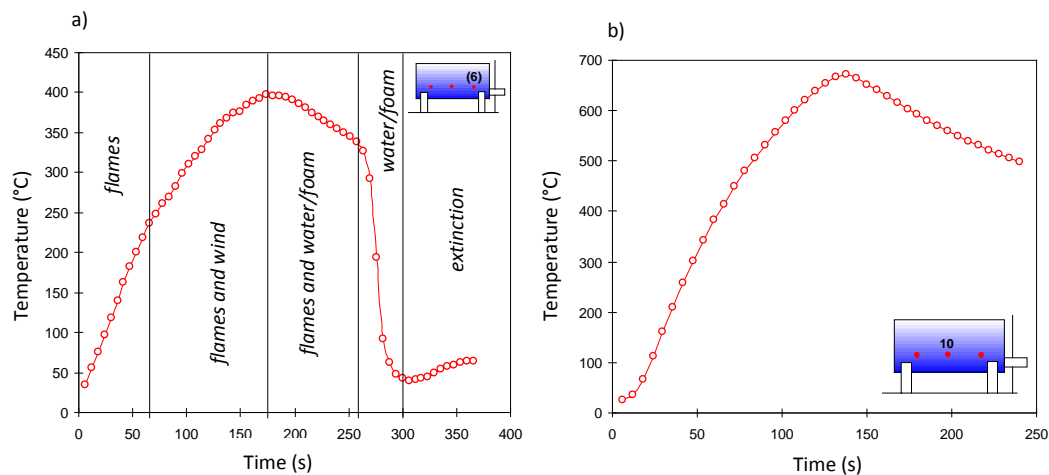 a)
Temperature (°C)
450
400
350
300
250
200
150
100
50
0
flames
flames and wind
flames and water/foam
water/foam
extinction
(6)
0 50 100 150 200 250 300 350 400
Time (s)
b)
Temperature (°C)
700
600
500
400
300
200
100
0
10
0 50 100 150 200 250
Time (s)